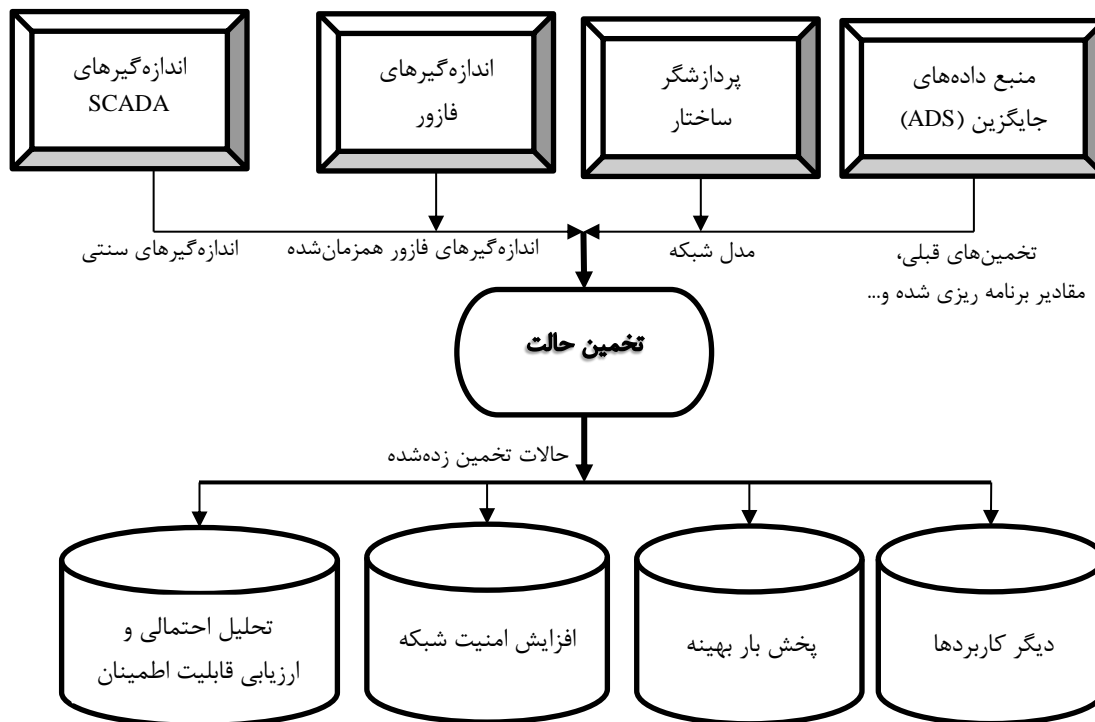 منبع داده‌های
جایگزین (ADS)
پردازشگر
ساختار
اندازه‌گیرهای
فازور
اندازه‌گیرهای
SCADA
تخمین‌های قبلی،
مقادیر برنامه ریزی شده و...
مدل شبکه
اندازه‌گیرهای فازور همزمان‌شده
اندازه‌گیرهای سنتی
تخمین حالت
حالات تخمین زده‌شده
دیگر کاربردها
پخش بار بهینه
افزایش امنیت شبکه
تحلیل احتمالی و
ارزیابی قابلیت اطمینان